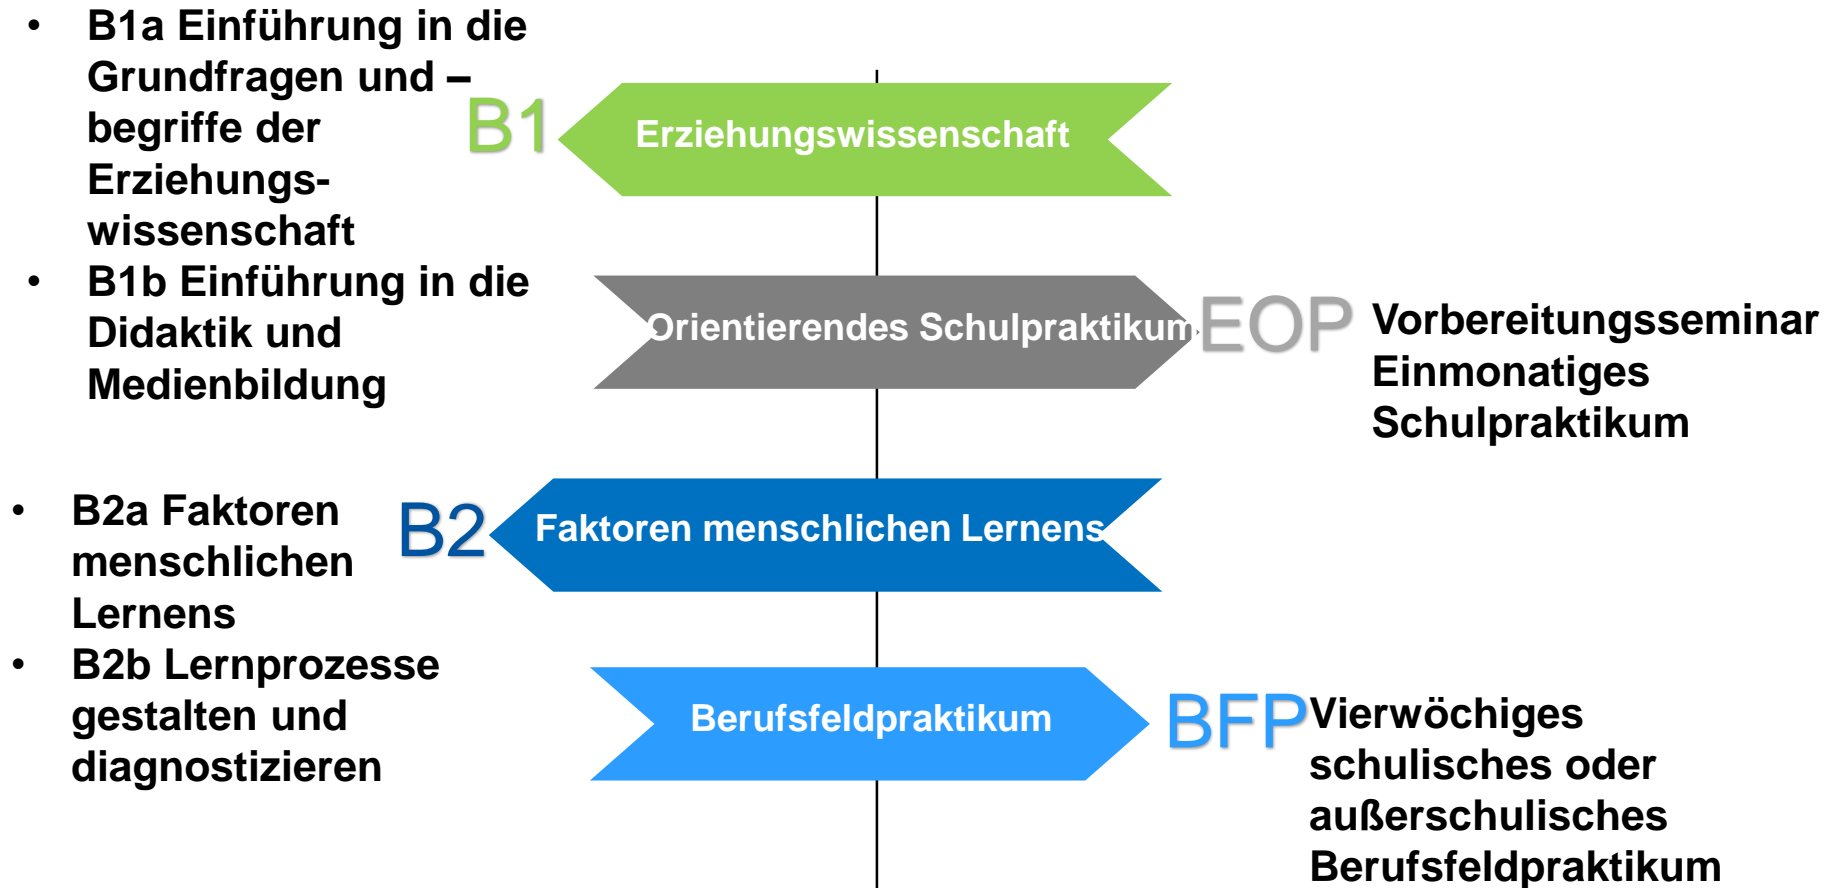 • B1a Einführung in die
Grundfragen und –
begriffe der
Erziehungs-
wissenschaft
• B1b Einführung in die
Didaktik und
Medienbildung
B1
Erziehungswissenschaft
Orientierendes Schulpraktikum
EOP
Vorbereitungsseminar
Einmonatiges
Schulpraktikum
• B2a Faktoren
menschlichen
Lernens
• B2b Lernprozesse
gestalten und
diagnostizieren
B2
Faktoren menschlichen Lernens
Berufsfeldpraktikum
BFP
Vierwöchiges
schulisches oder
außerschulisches
Berufsfeldpraktikum